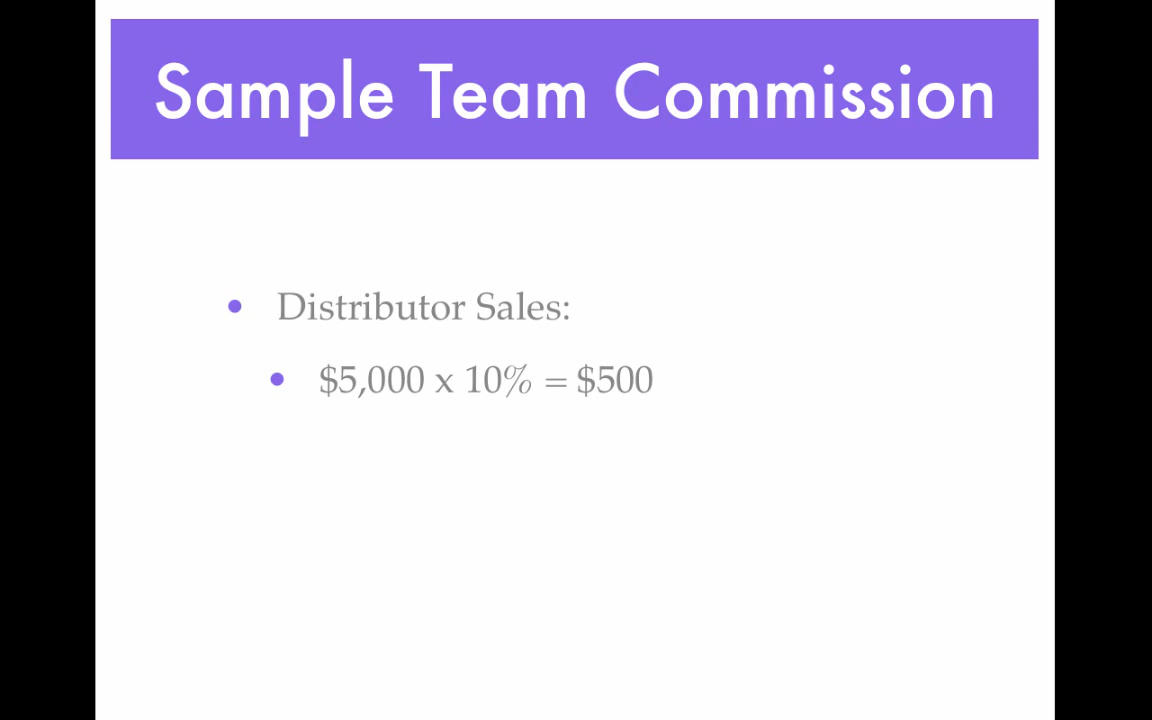 Sample Team Commission
• Distributor Sales:
• $5,000 x 10% = $500